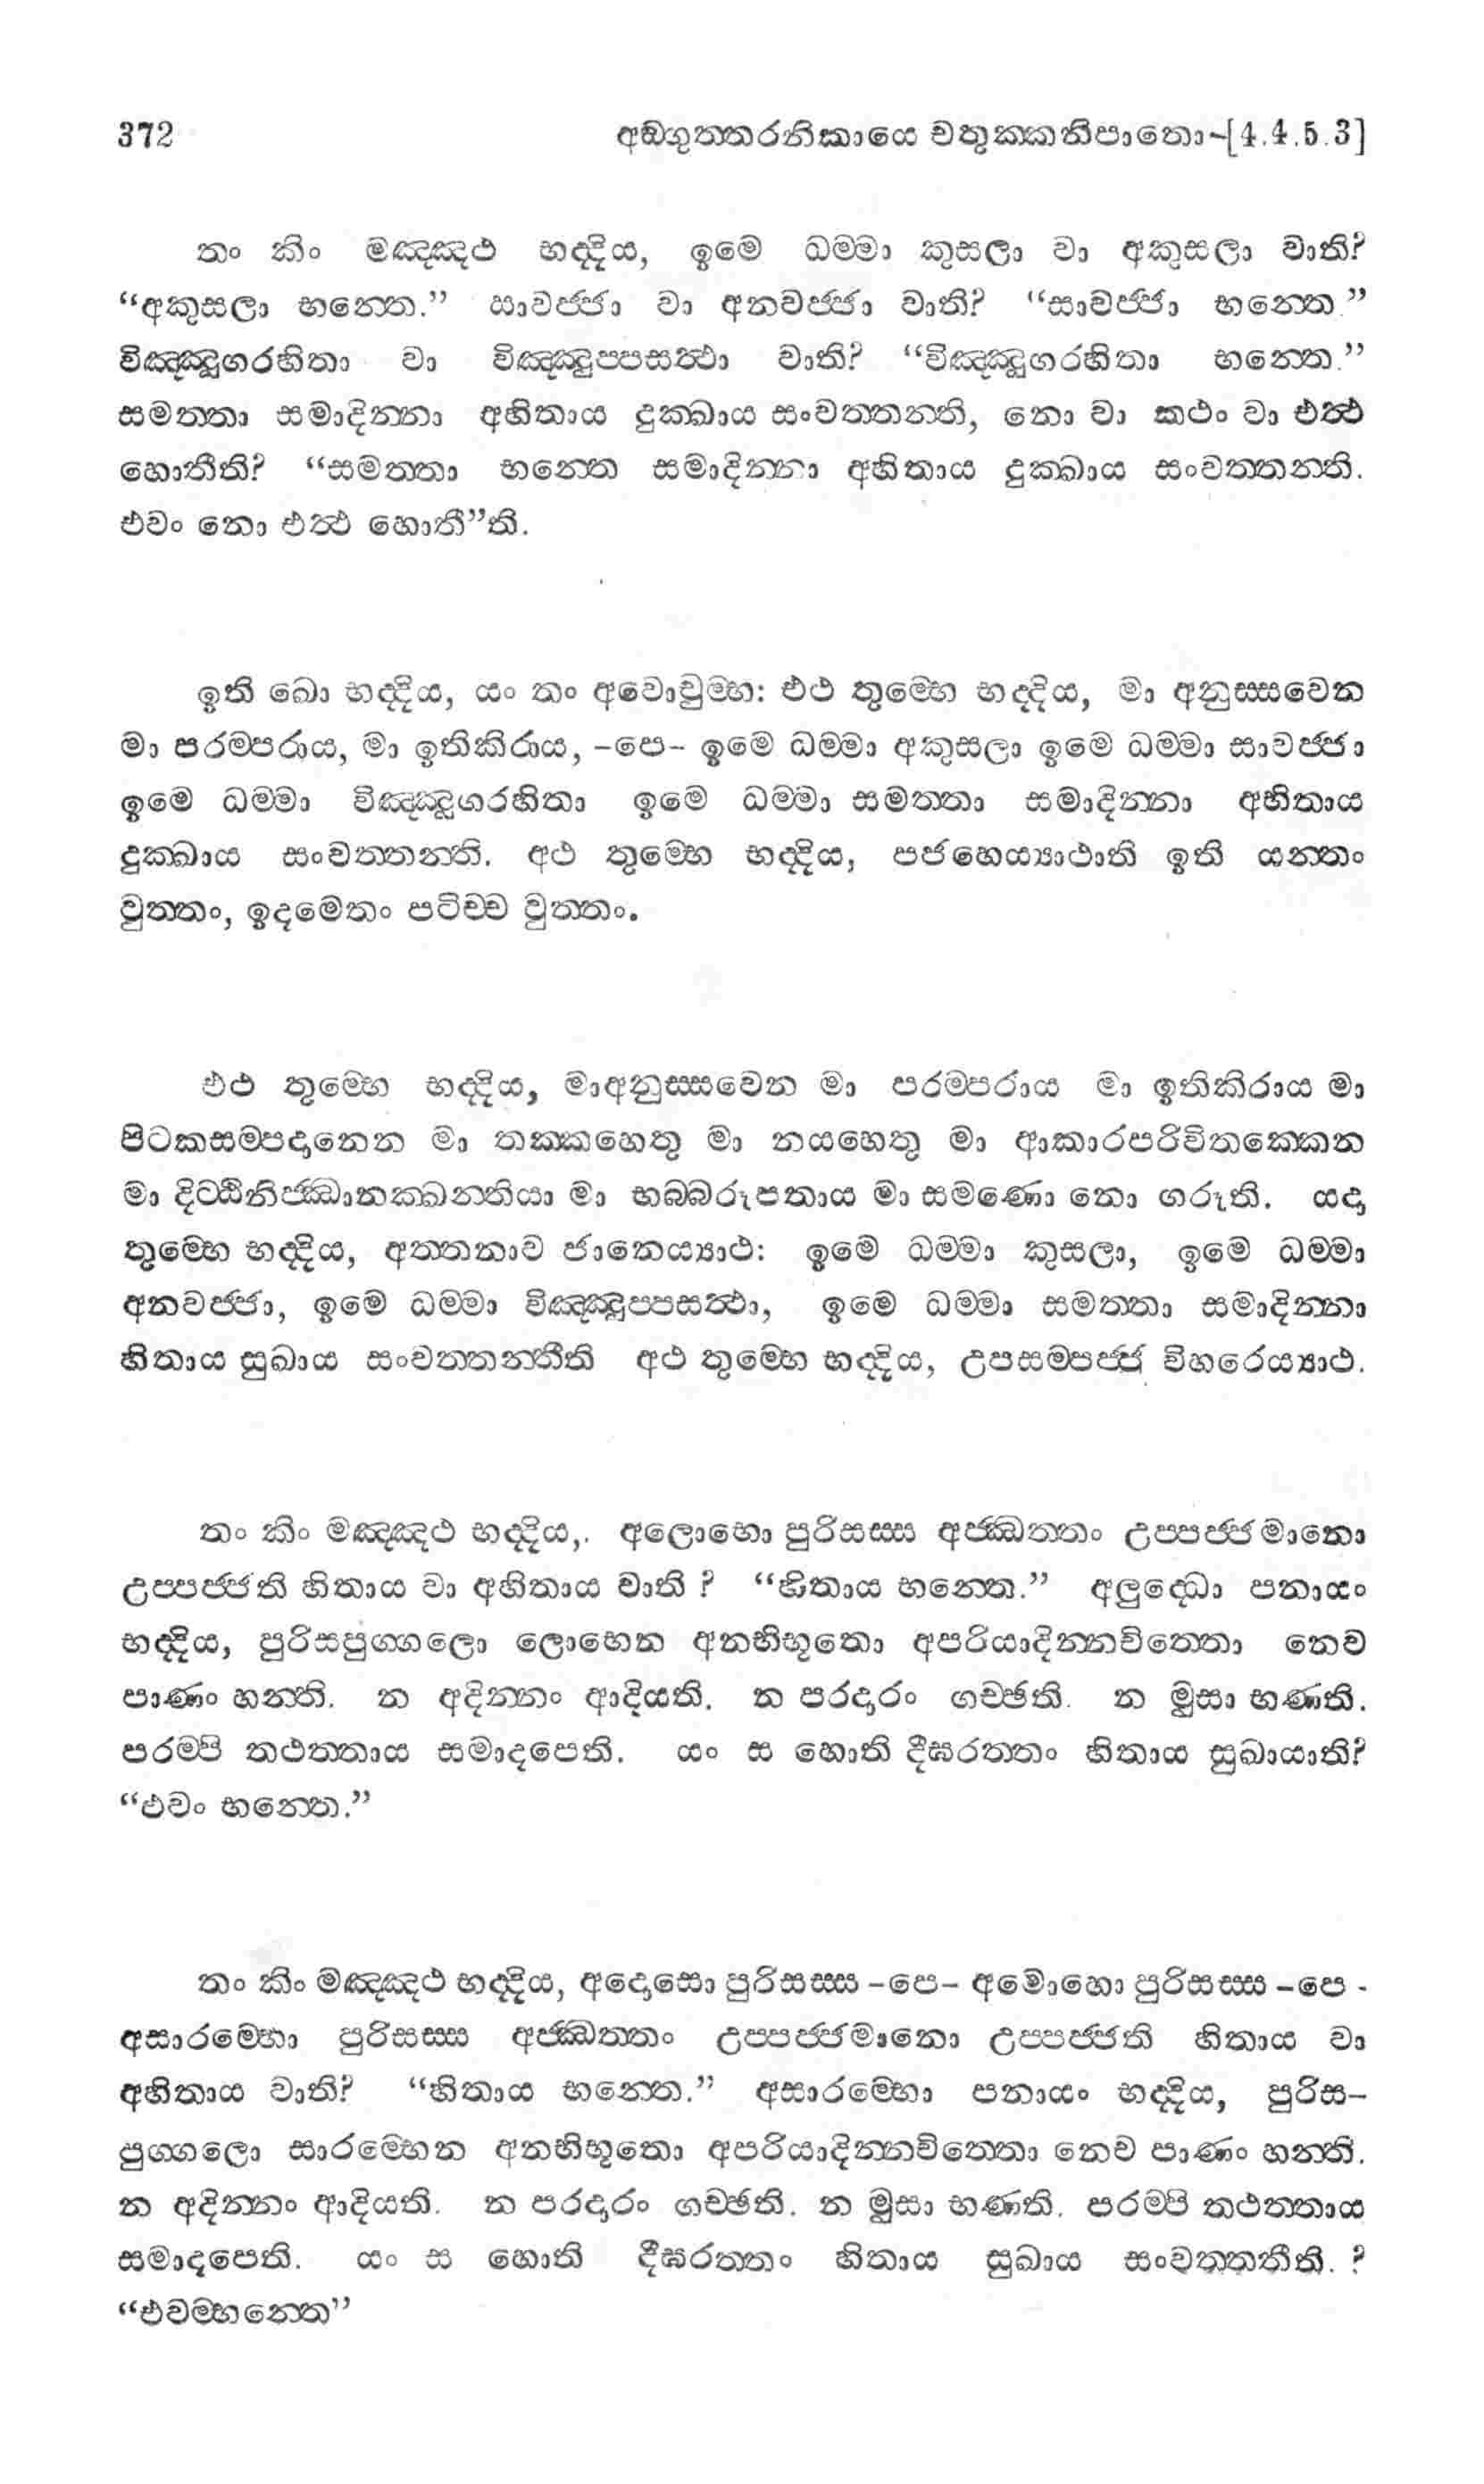 372 අඞගුත‍්තරනිකායෙ චතුක‍්කනිපාතො-[4.4.5.3]
තං කිං මඤ‍්ඤථ භද‍්දිය, ඉමෙ ධම‍්මා කුසලා වා අකුසලා වාති?
“අකුසලා භන‍්තෙ.” සාවජ‍්ජා වා අනවජ‍්ජා වාති? “සාවජ‍්ජා භන‍්තෙ.”
විඤ‍්ඤුගරහිතා වා විඤ‍්ඤුප‍්පසත්‍ථා වාති? “විඤ‍්ඤුගරහිතා භන‍්තෙ.”
සමත‍්තා සමාදින‍්නා අහිතාය දුක‍්ඛාය සංවත‍්තන‍්ති, නො වා කථං වා එත්‍ථ
හොතීති? “සමත‍්තා භන‍්තෙ සමාදින‍්නා අහිතාය දුක‍්ඛාය සංවත‍්තන‍්ති.
එවං නො එත්‍ථ හොතී”ති.
ඉති ඛො භද‍්දිය, යං තං අවොචුම‍්භ: එථ තුම‍්හෙ භද‍්දිය, මා අනුස‍්සවෙන
මා පරම‍්පරාය, මා ඉතිකිරාය, -පෙ- ඉමෙ ධම‍්මා අකුසලා ඉමෙ ධම‍්මා සාවජ‍්ජා
ඉමෙ ධම‍්මා විඤ‍්ඤුගරහිතා ඉමෙ ධම‍්මා සමත‍්තා සමාදින‍්නා අහිතාය
දුක‍්ඛාය සංවත‍්තන‍්ති. අථ තුම‍්හෙ භද‍්දිය, පජහෙය්‍යාථාති ඉති යන‍්තං
වුත‍්තං, ඉදමෙතං පටිච‍්ච වුත‍්තං.
එථ තුම‍්හෙ භද‍්දිය, මාඅනුස‍්සවෙන මා පරම‍්පරාය මා ඉතිකිරාය මා
පිටකසම‍්පදානෙන මා තක‍්කහෙතු මා නයහෙතු මා ආකාරපරිවිතක‍්කෙන
මා දිට‍්ඨිනිජ‍්ඣානක‍්ඛන‍්තියා මා භබ‍්බරූපතාය මා සමණො නො ගරූති. යදා
තුම‍්හෙ භද‍්දිය, අත‍්තනාව ජානෙය්‍යාථ: ඉමෙ ධම‍්මා කුසලා, ඉමෙ ධම‍්මා
අනවජ‍්ජා, ඉමෙ ධම‍්මා විඤ‍්ඤුප‍්පසත්‍ථා, ඉමෙ ධම‍්මා සමත‍්තා සමාදින‍්නා
හිතාය සුඛාය සංවත‍්තන‍්තීති අථ තුම‍්හෙ භද‍්දිය, උපසම‍්පජ‍්ජ විහරෙය්‍යාථ.
තං කිං මඤ‍්ඤථ භද‍්දිය,. අලොභො පුරිසස‍්ස අජ‍්ඣත‍්තං උප‍්පජ‍්ජමානො
උප‍්පජ‍්ජති හිතාය වා අහිතාය වාති ? “හිතාය භන‍්තෙ.” අලුද‍්ධො පනායං
භද‍්දිය, පුරිසපුග‍්ගලො ලොභෙන අනභිභූතො අපරියාදින‍්නචිත‍්තො නෙව
පාණං හන‍්ති. න අදින‍්නං ආදියති. න පරදාරං ගච‍්ඡති. න මුසා භණති.
පරම‍්පි තථත‍්තාය සමාදපෙති. යං ස හොති දීඝරත‍්තං හිතාය සුඛායාති?
“එවං භන‍්තෙ.”
තං කිං මඤ‍්ඤථ භද‍්දිය, අදොසො පුරිසස‍්ස -පෙ- අමොහො පුරිසස‍්ස -පෙ -
අසාරම‍්භො පුරිසස‍්ස අජ‍්ඣත‍්තං උප‍්පජ‍්ජමානො උප‍්පජ‍්ජති හිතාය වා
අහිතාය වාති? “හිතාය භන‍්තෙ.” අසාරම‍්භො පනායං භද‍්දිය, පුරිස-
පුග‍්ගලො සාරම‍්භෙන අනභිභූතො අපරියාදින‍්නචිත‍්තො නෙව පාණං හන‍්ති.
න අදින‍්නං ආදියති. න පරදාරං ගච‍්ඡති. න මුසා භණති. පරම‍්පි තථත‍්තාය
සමාදපෙති. යං ස හොති දීඝරත‍්තං හිතාය සුඛාය සංවත‍්තතීති. ?
“එවම‍්භන‍්තෙ”